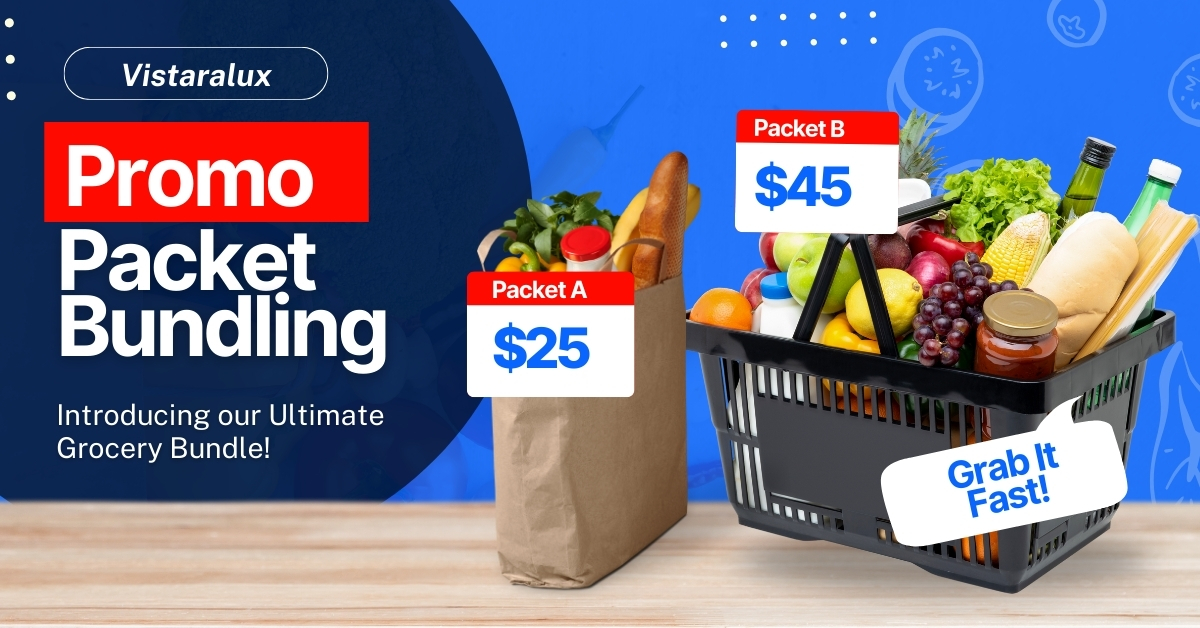 Vistaralux
Promo
Packet
Bundling
Introducing our Ultimate
Grocery Bundle!
Packet A
$25
Packet B
$45
Grab It
Fast!